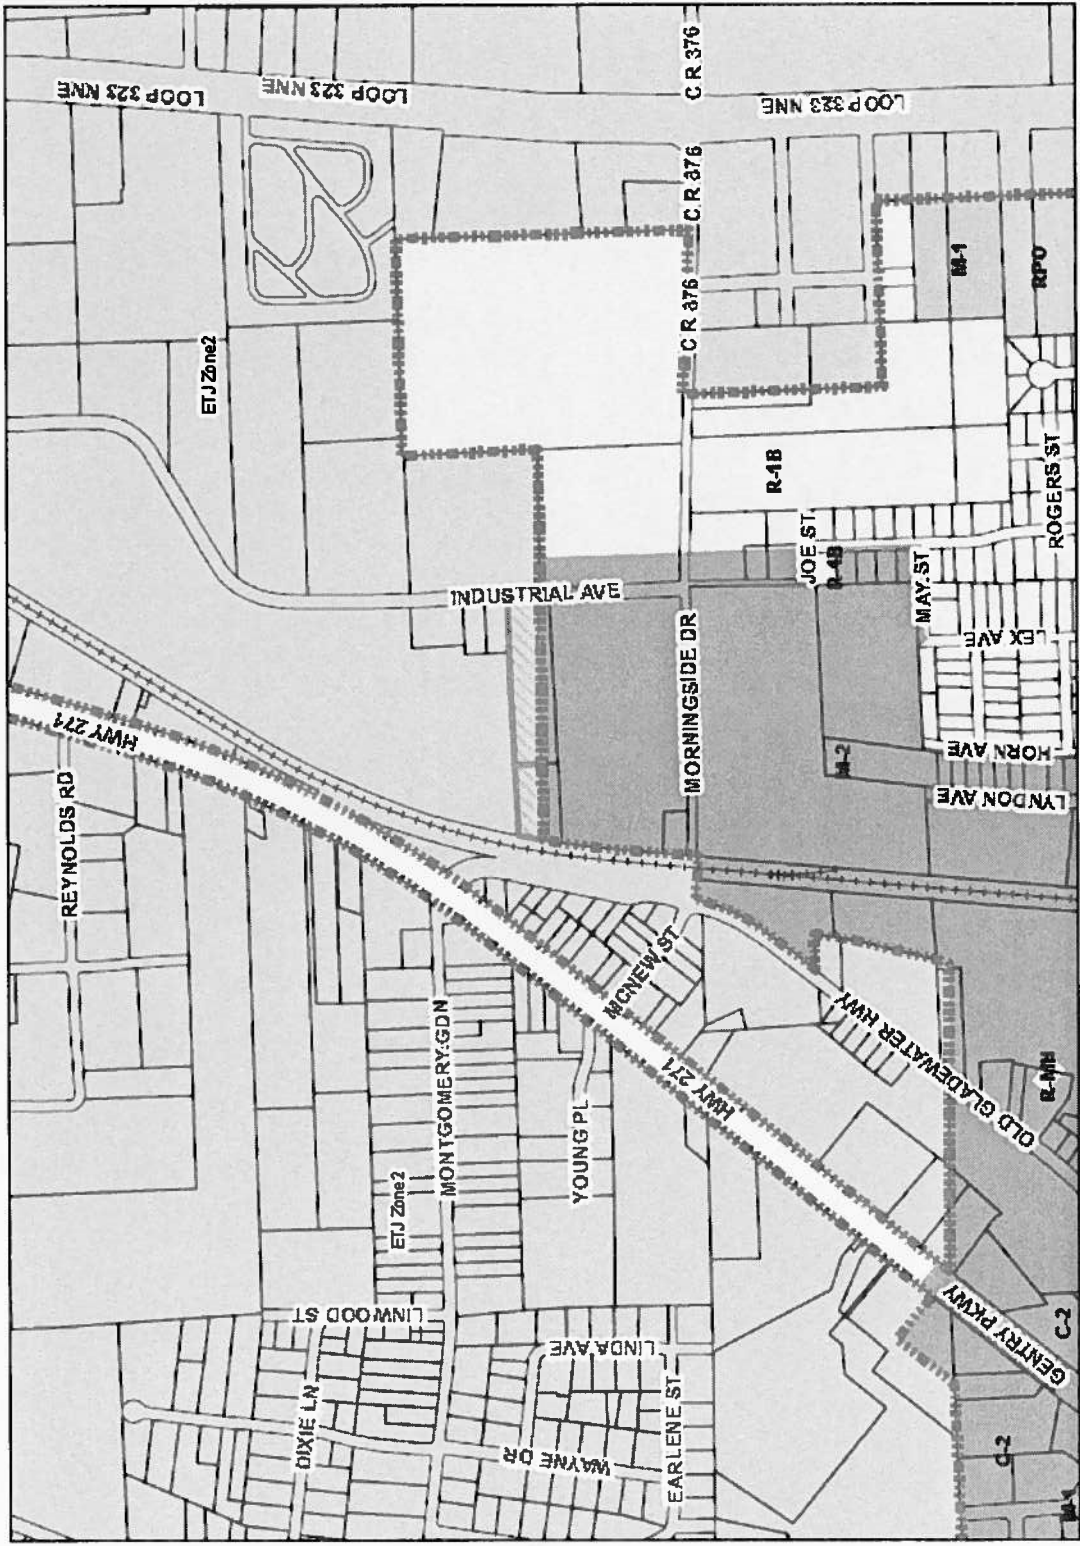 LOOP 323 NNE
LOOP 323 NNE
LOOP 323 NNE
C R 376
C R 376
C R 376
ETJ Zone2
M-1
RPO
R-1B
JOE ST
R-4B
ROGERS ST
INDUSTRIAL AVE
MAY ST
LEX AVE
MORNINGSIDE DR
HORN AVE
M-2
LYNDON AVE
HWY 271
REYNOLDS RD
MCNEW ST
MONTGOMERY GDN
OLD GLADEWATER HWY
HWY 271
R-MH
YOUNG PL
ETJ Zone2
LINWOOD ST
LINDA AVE
GENTRY PKWY
C-2
DIXIE LN
EARLENE ST
WAYNE DR
C-2
M-1